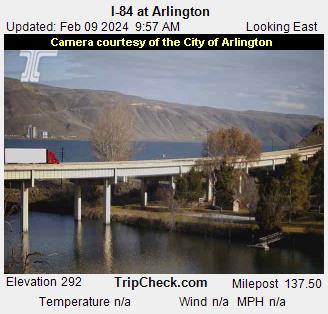 I-84 at Arlington
Updated: Feb 09 2024 9:57 AM Looking East
Camera courtesy of the City of Arlington
Elevation 292 TripCheck.com Milepost 137.50
Temperature n/a Wind n/a MPH n/a